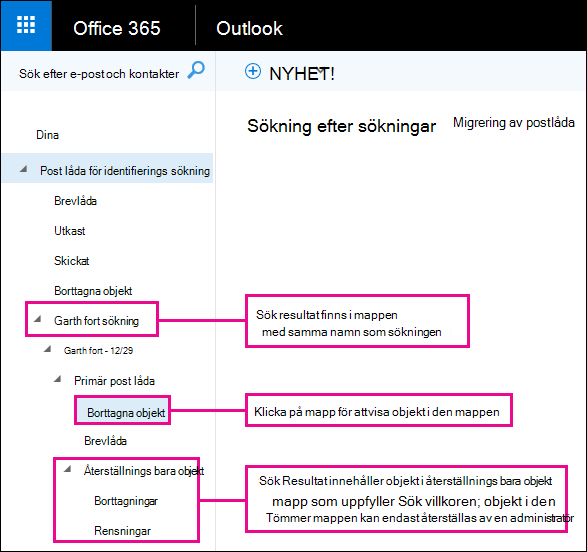 Office 365
Outlook
Sök efter e-post och kontakter
NYHET!
Sökning efter sökningar
Migrering av postlåda
Dina
Post låda för identifierings sökning
Brevlåda
Utkast
Skickat
Borttagna objekt
Garth fort sökning
Sök resultat finns i mappen
med samma namn som sökningen
Garth fort - 12/29
Primär post låda
Borttagna objekt
Klicka på mapp för attvisa objekt i den mappen
Brevlåda
Återställnings bara objekt
Sök Resultat innehåller objekt i återställnings bara objekt
Borttagningar
mapp som uppfyller Sök villkoren; objekt i den
Tömmer mappen kan endast återställas av en administratör
Rensningar